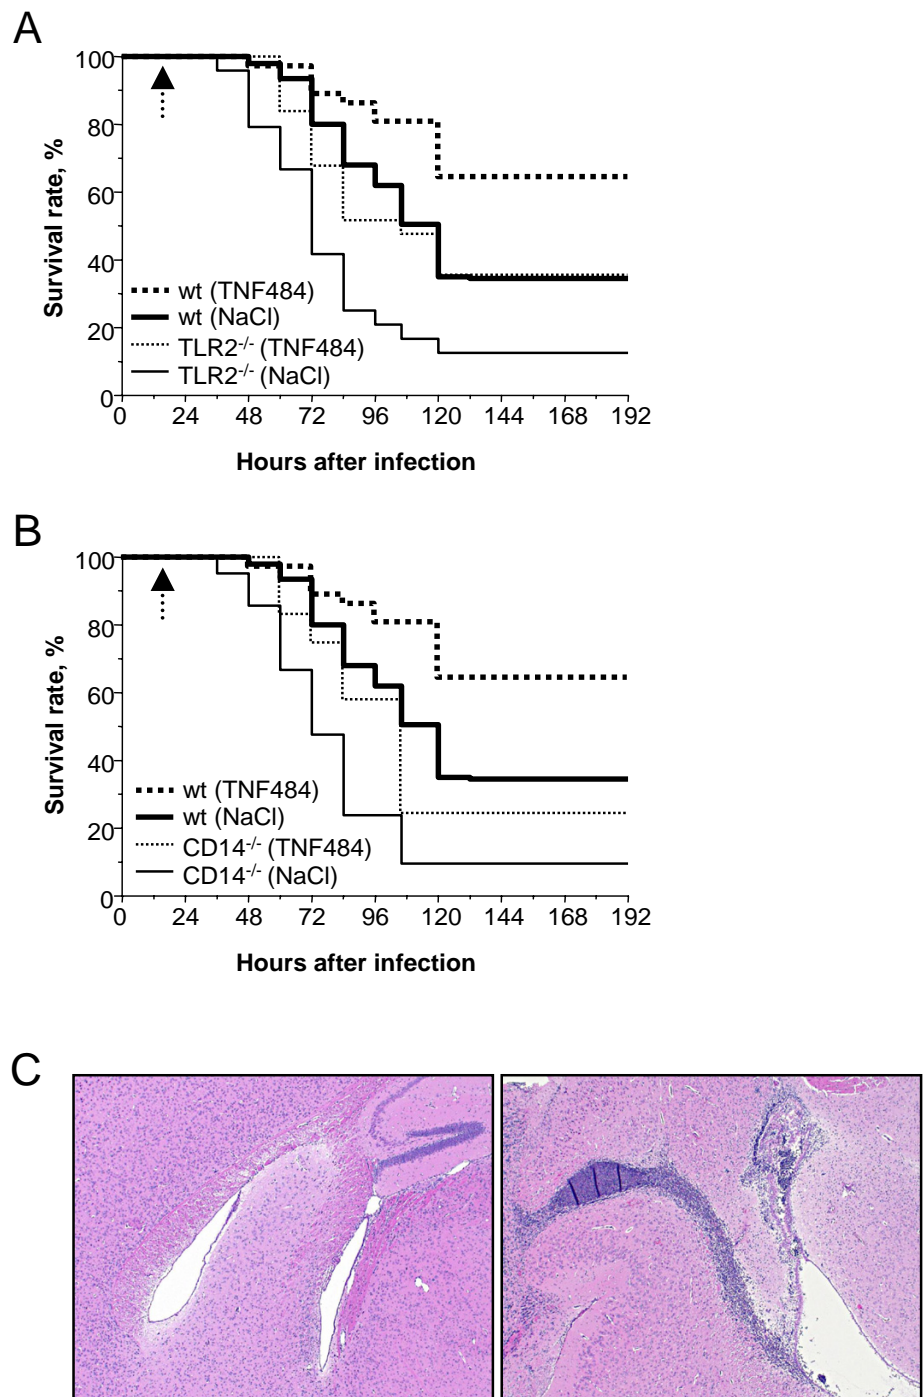 A
100
80
60
40
20
0
Survival rate, %
wt (TNF484)
wt (NaCl)
TLR2-/- (TNF484)
TLR2-/- (NaCl)
0 24 48 72 96 120 144 168 192
Hours after infection
B
100
80
60
40
20
0
Survival rate, %
wt (TNF484)
wt (NaCl)
CD14-/- (TNF484)
CD14-/- (NaCl)
0 24 48 72 96 120 144 168 192
Hours after infection
C